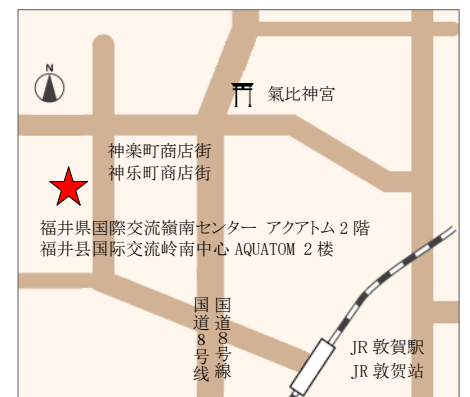 N
氣比神宮
神楽町商店街
神乐町商店街
福井県国際交流嶺南センター アクアトム２階
福井县国际交流岭南中心 AQUATOM ２楼
国道８号線
国道８号线
JR 敦賀駅
JR 敦贺站